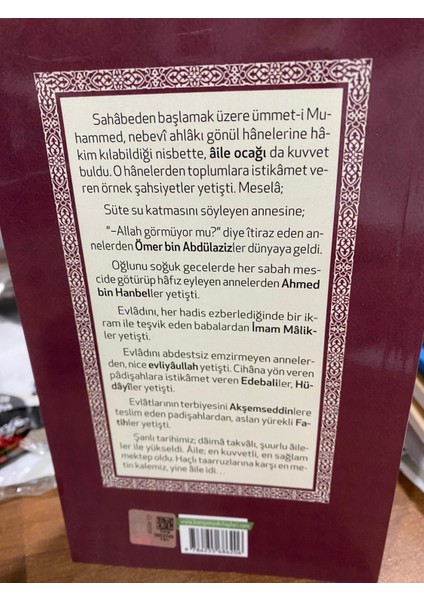 Sahâbeden başlamak üzere ümmet-i Mu-
hammed, nebevî ahlâkı gönül hânelerine hâ-
kim kılabildiği nisbette, âile ocağı da kuvvet
buldu. O hânelerden toplumlara istikâmet ve-
ren örnek şahsiyetler yetişti. Meselâ;
Süte su katmasını söyleyen annesine;
“–Allah görmüyor mu?” diye îtiraz eden an-
nelerden Ömer bin Abdülazizler dünyaya geldi.
Oğlunu soğuk gecelerde her sabah mes-
cide götürüp hâfız eyleyen annelerden Ahmed
bin Hanbeller yetişti.
Evlâdını, her hadis ezberlediğinde bir ik-
ram ile teşvik eden babalardan İmam Mâlik-
ler yetişti.
Evlâdını abdestsiz emzirmeyen anneler-
den, nice evliyâullah yetişti. Cihâna yön veren
pâdişahlara istikâmet veren Edebaliler, Hü-
dâyîler yetişti.
Evlâtlarının terbiyesini Akşemseddinlere
teslim eden padişahlardan, aslan yürekli Fa-
tihler yetişti.
Şanlı tarihimiz; dâimâ takvâlı, şuurlu âile-
ler ile yükseldi. Âile; en kuvvetli, en sağlam
mektep oldu. Haçlı taarruzlarına karşı en me-
tin kalemiz, yine âile idi...